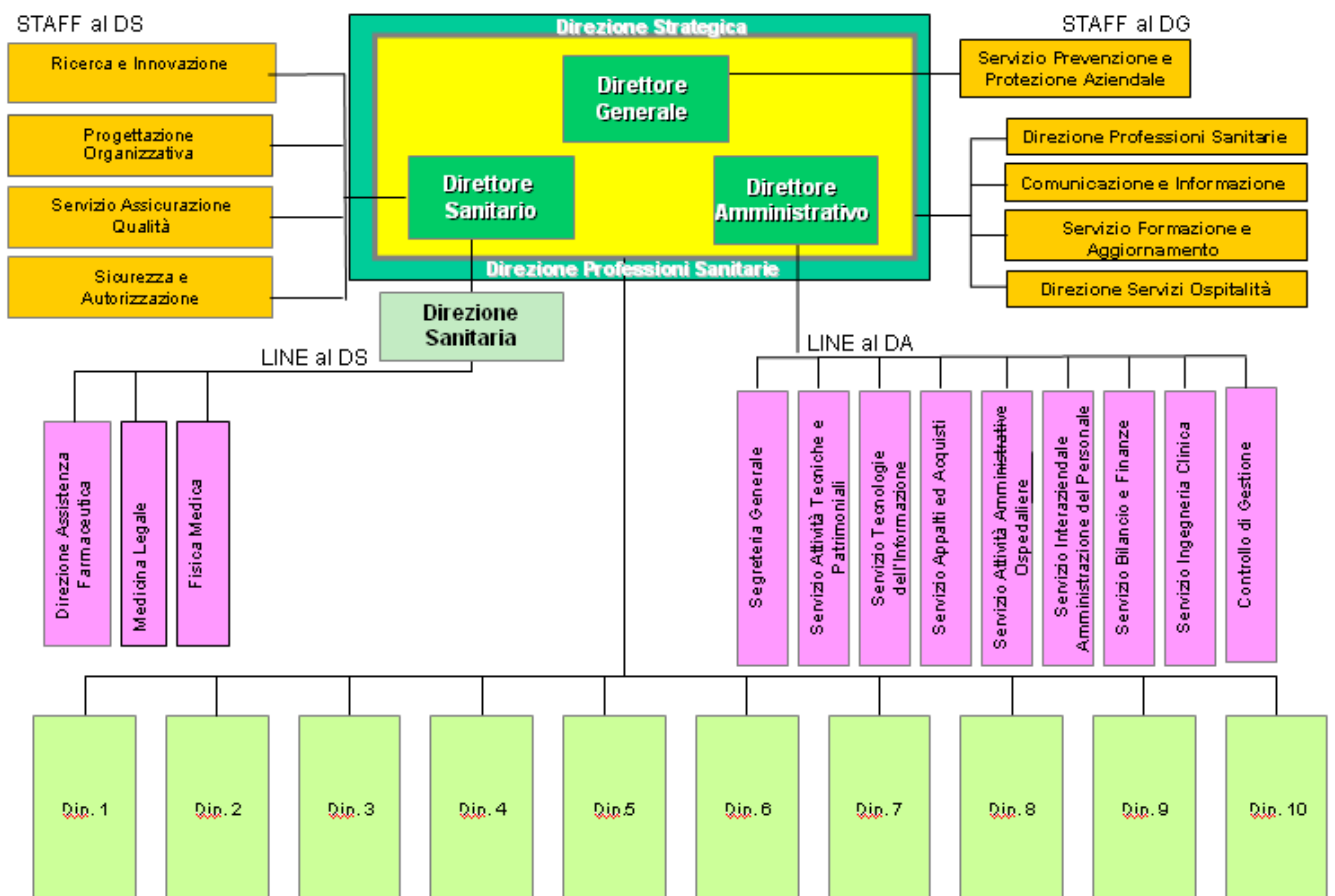 STAFF al DS
Direzione Strategica
STAFF al DG
Ricerca e Innovazione
Progettazione
Organizzativa
Servizio Assicurazione
Qualità
Sicurezza e
Autorizzazione
Direttore
Generale
Direttore
Sanitario
Direttore
Amministrativo
Direzione Professioni Sanitarie
Servizio Prevenzione e
Protezione Aziendale
Direzione Professioni Sanitarie
Comunicazione e Informazione
Servizio Formazione e
Aggiornamento
Direzione Servizi Ospitalità
Direzione
Sanitaria
LINE al DS
LINE al DA
Direzione Assistenza
Farmaceutica
Medicina Legale
Fisica Medica
Segreteria Generale
Servizio Attività Tecniche e
Patrimoniali
Servizio Tecnologie
dell'Informazione
Servizio Appalti ed Acquisti
Servizio Attività Amministrative
Ospedaliere
Servizio Interaziendale
Amministrazione del Personale
Servizio Bilancio e Finanze
Servizio Ingegneria Clinica
Controllo di Gestione
Dip. 1
Dip. 2
Dip. 3
Dip. 4
Dip.5
Dip. 6
Dip. 7
Dip. 8
Dip. 9
Dip. 10